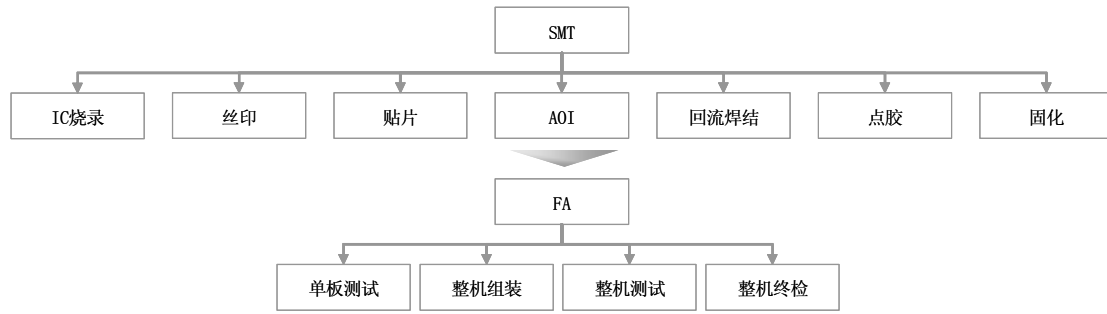 SMT
IC烧录
丝印
贴片
AOI
回流焊结
点胶
固化
FA
单板测试
整机组装
整机测试
整机终检